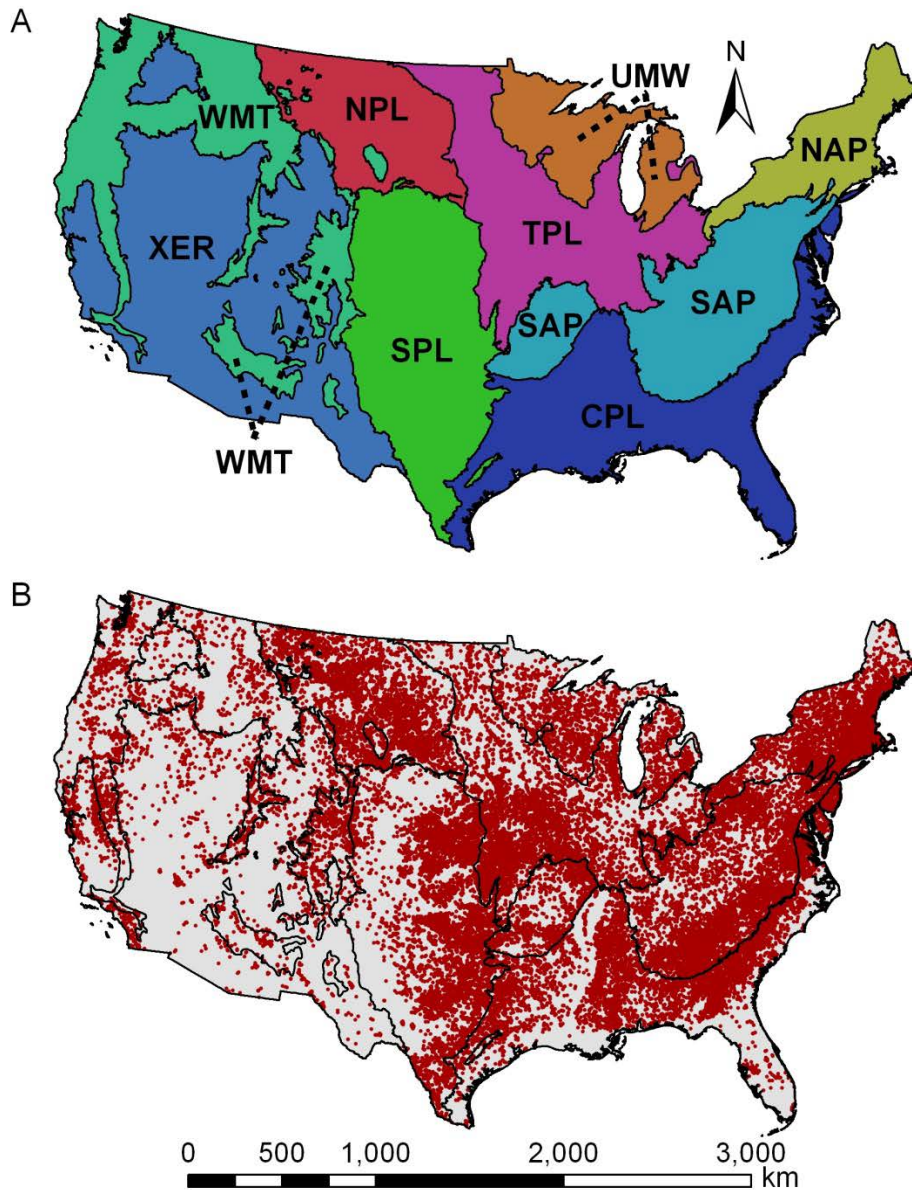 A
N
UMW
WMT
NPL
NAP
TPL
XER
SAP
SAP
SPL
CPL
WMT
B
0 500 1,000 2,000 3,000
km